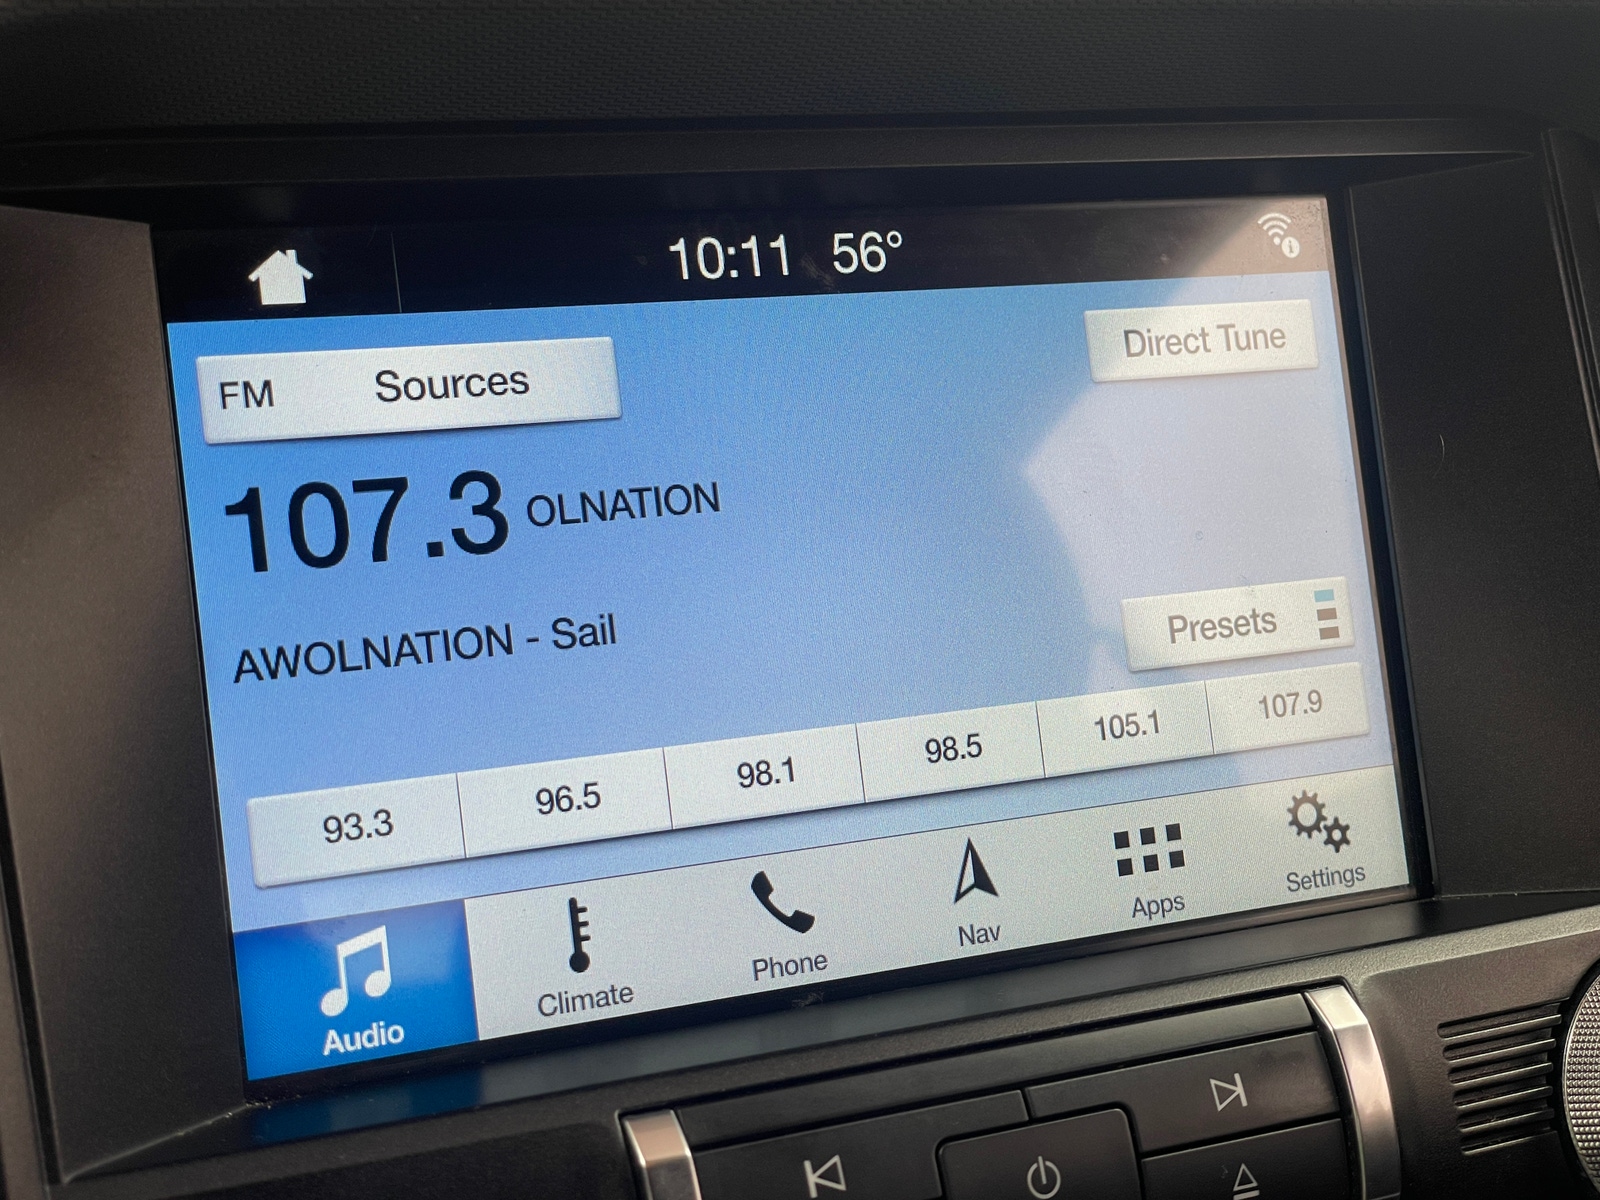 10:11 56°
Direct Tune
FM Sources
107.3 OLNATION
AWOLNATION - Sail
Presets
93.3 96.5 98.1 98.5 105.1 107.9
Audio Climate Phone Nav Apps Settings